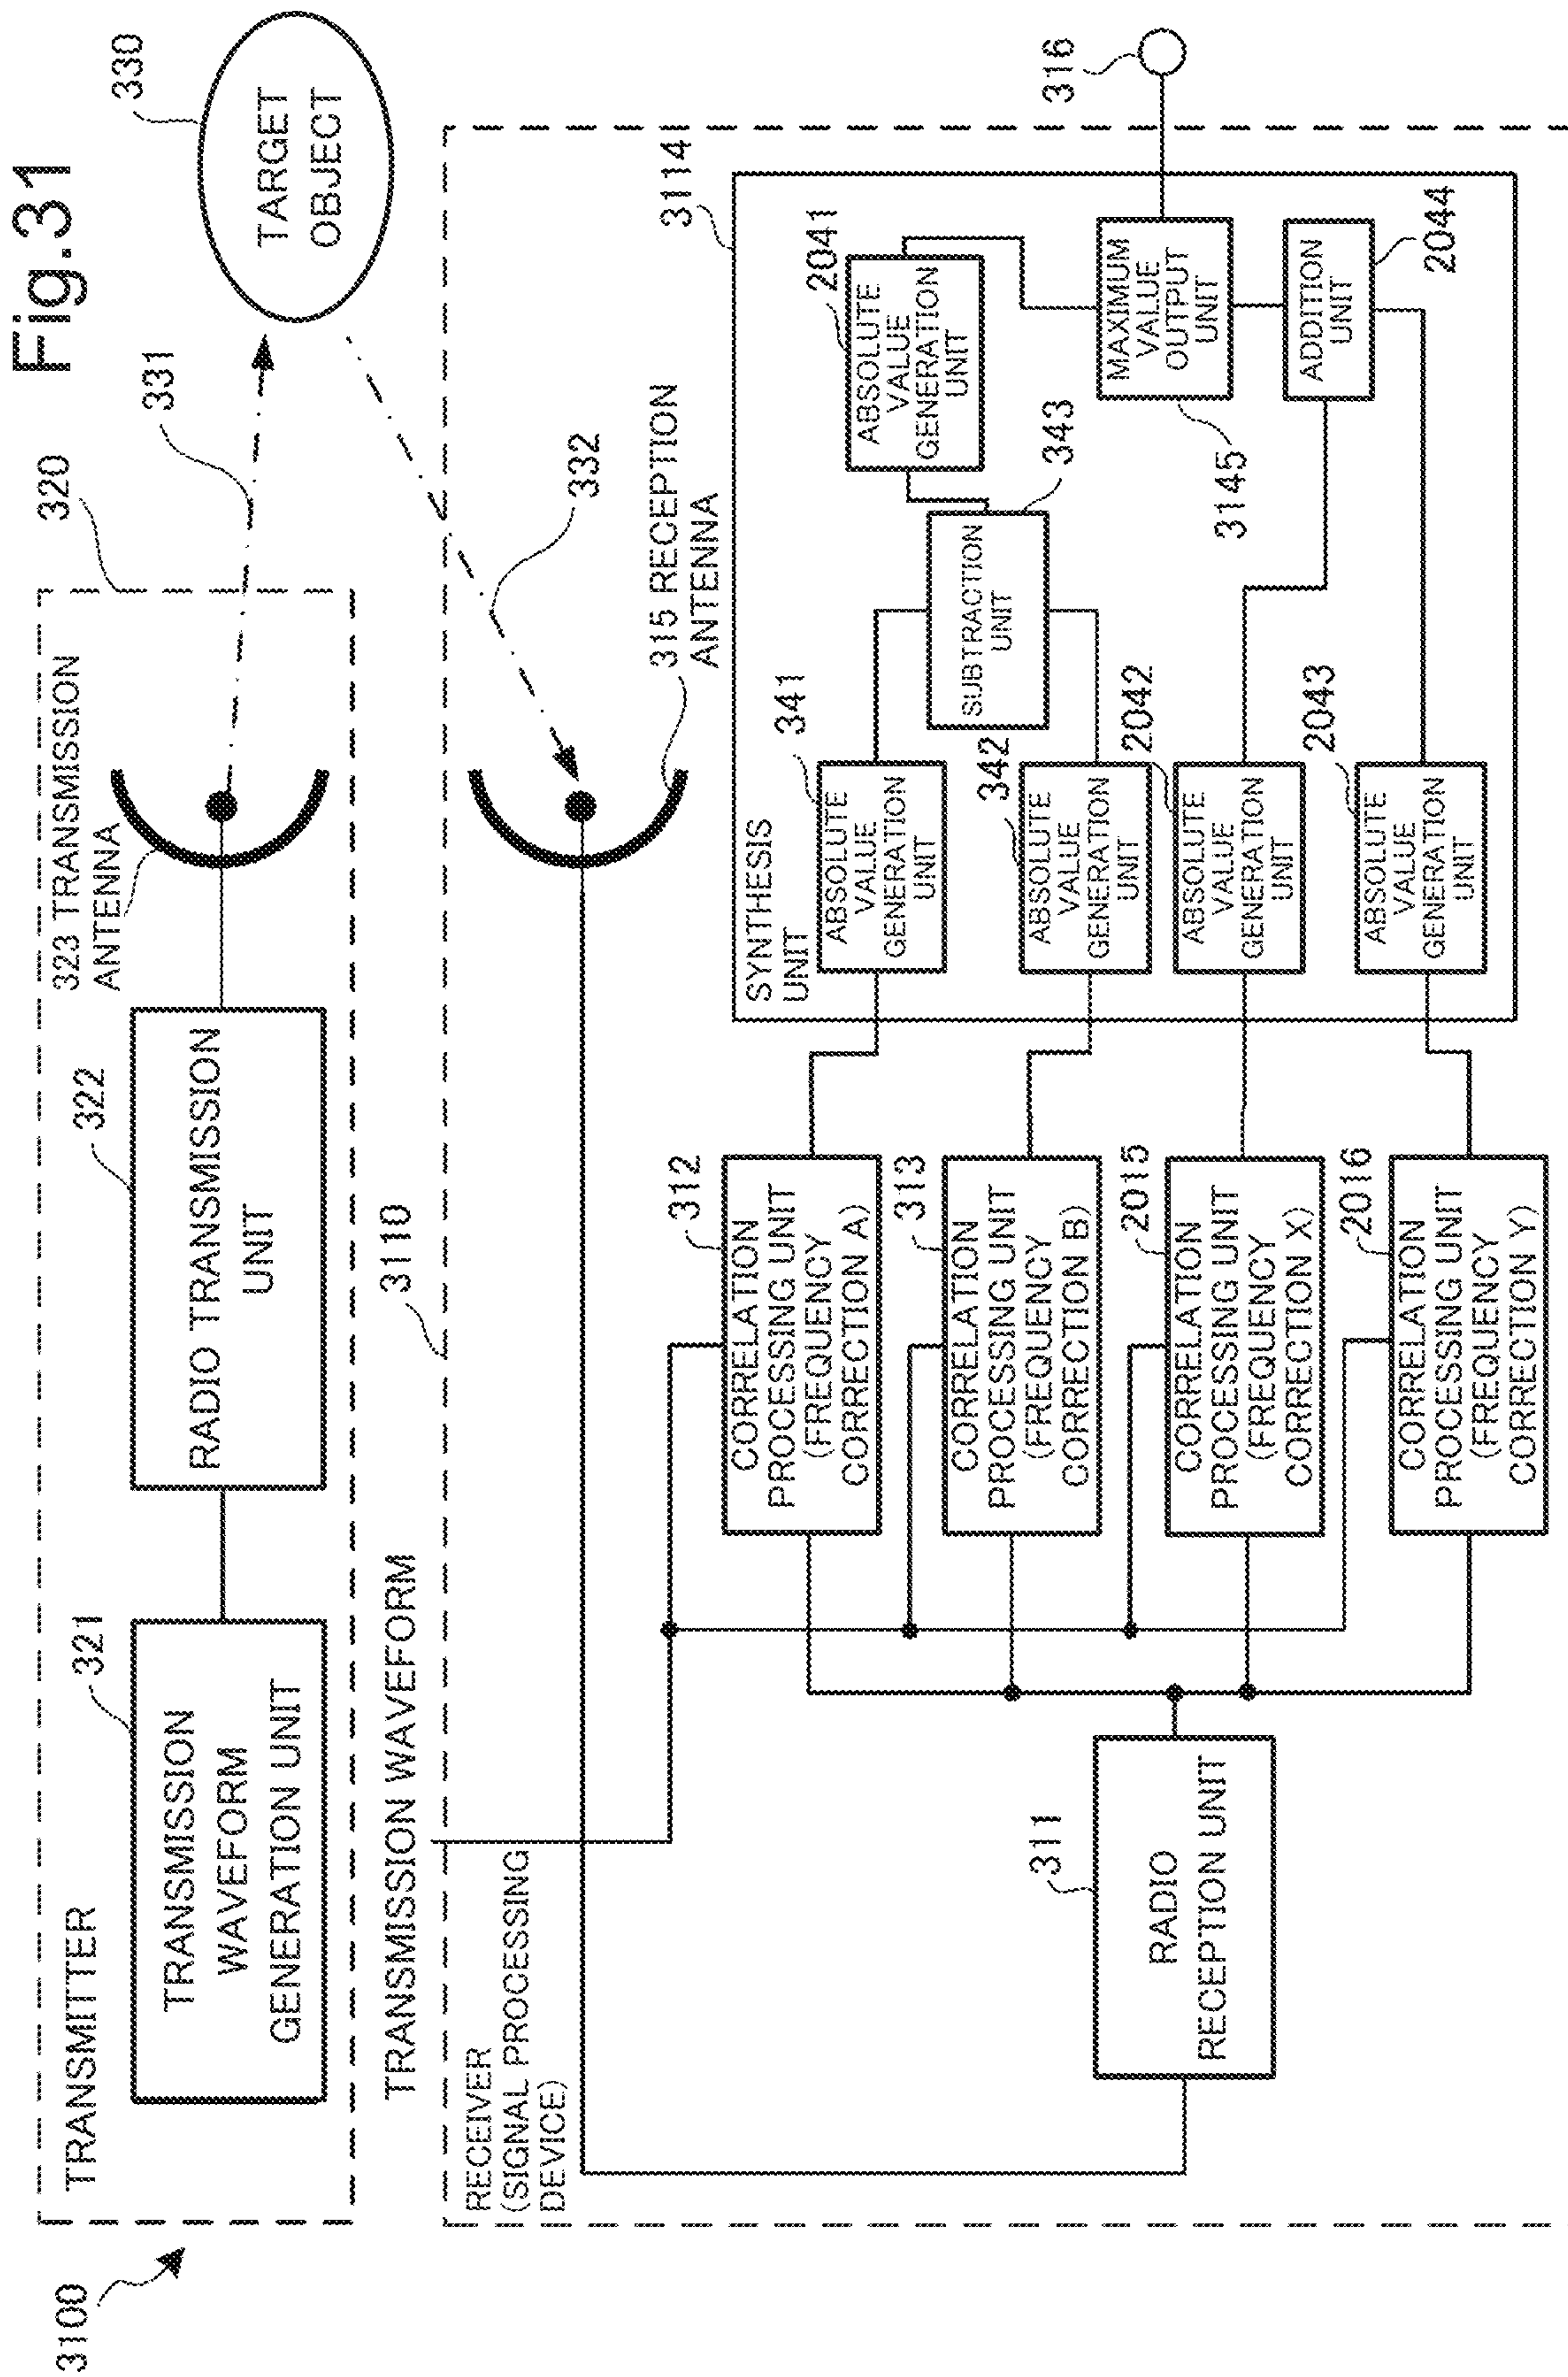 Fig.31
3100
320
TRANSMITTER
321
TRANSMISSION
WAVEFORM
GENERATION UNIT
322
RADIO TRANSMISSION
UNIT
323 TRANSMISSION
ANTENNA
331
330
TARGET
OBJECT
332
TRANSMISSION WAVEFORM
3110
RECEIVER
(SIGNAL PROCESSING
DEVICE)
315 RECEPTION
ANTENNA
311
RADIO
RECEPTION UNIT
312
CORRELATION
PROCESSING UNIT
(FREQUENCY
CORRECTION A)
313
CORRELATION
PROCESSING UNIT
(FREQUENCY
CORRECTION B)
2015
CORRELATION
PROCESSING UNIT
(FREQUENCY
CORRECTION X)
2016
CORRELATION
PROCESSING UNIT
(FREQUENCY
CORRECTION Y)
3114
SYNTHESIS
UNIT
341
ABSOLUTE
VALUE
GENERATION
UNIT
342
ABSOLUTE
VALUE
GENERATION
UNIT
2042
ABSOLUTE
VALUE
GENERATION
UNIT
2043
ABSOLUTE
VALUE
GENERATION
UNIT
343
SUBTRACTION
UNIT
2041
ABSOLUTE
VALUE
GENERATION
UNIT
3145
MAXIMUM
VALUE
OUTPUT
UNIT
ADDITION
UNIT
2044
316